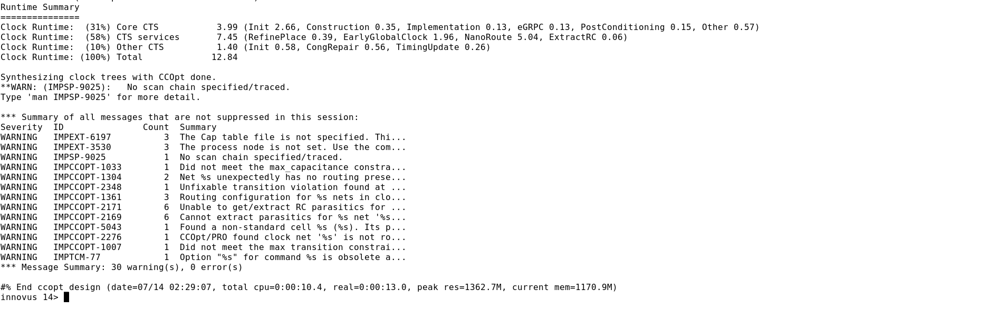 Runtime Summary
===============
Clock Runtime:  (31%) Core CTS           3.99 (Init 2.66, Construction 0.35, Implementation 0.13, eGRPC 0.13, PostConditioning 0.15, Other 0.57)
Clock Runtime:  (58%) CTS services       7.45 (RefinePlace 0.39, EarlyGlobalClock 1.96, NanoRoute 5.04, ExtractRC 0.06)
Clock Runtime:  (10%) Other CTS          1.40 (Init 0.58, CongRepair 0.56, TimingUpdate 0.26)
Clock Runtime: (100%) Total             12.84

Synthesizing clock trees with CCOpt done.
**WARN: (IMPSP-9025):   No scan chain specified/traced.
Type 'man IMPSP-9025' for more detail.

*** Summary of all messages that are not suppressed in this session:
Severity  ID               Count  Summary
WARNING   IMPEXT-6197          3  The Cap table file is not specified. Thi...
WARNING   IMPEXT-3530          3  The process node is not set. Use the com...
WARNING   IMPSP-9025           1  No scan chain specified/traced.
WARNING   IMPCCOPT-1033        1  Did not meet the max_capacitance constra...
WARNING   IMPCCOPT-1304        2  Net %s unexpectedly has no routing prese...
WARNING   IMPCCOPT-2348        1  Unfixable transition violation found at ...
WARNING   IMPCCOPT-1361        3  Routing configuration for %s nets in clo...
WARNING   IMPCCOPT-2171        6  Unable to get/extract RC parasitics for ...
WARNING   IMPCCOPT-2169        6  Cannot extract parasitics for %s net '%s...
WARNING   IMPCCOPT-5043        1  Found a non-standard cell %s (%s). Its p...
WARNING   IMPCCOPT-2276        1  CCOpt/PRO found clock net '%s' is not ro...
WARNING   IMPCCOPT-1007        1  Did not meet the max transition constrai...
WARNING   IMPTCM-77            1  Option "%s" for command %s is obsolete a...
*** Message Summary: 30 warning(s), 0 error(s)

#% End ccopt_design (date=07/14 02:29:07, total cpu=0:00:10.4, real=0:00:13.0, peak res=1362.7M, current mem=1170.9M)
innovus 14>